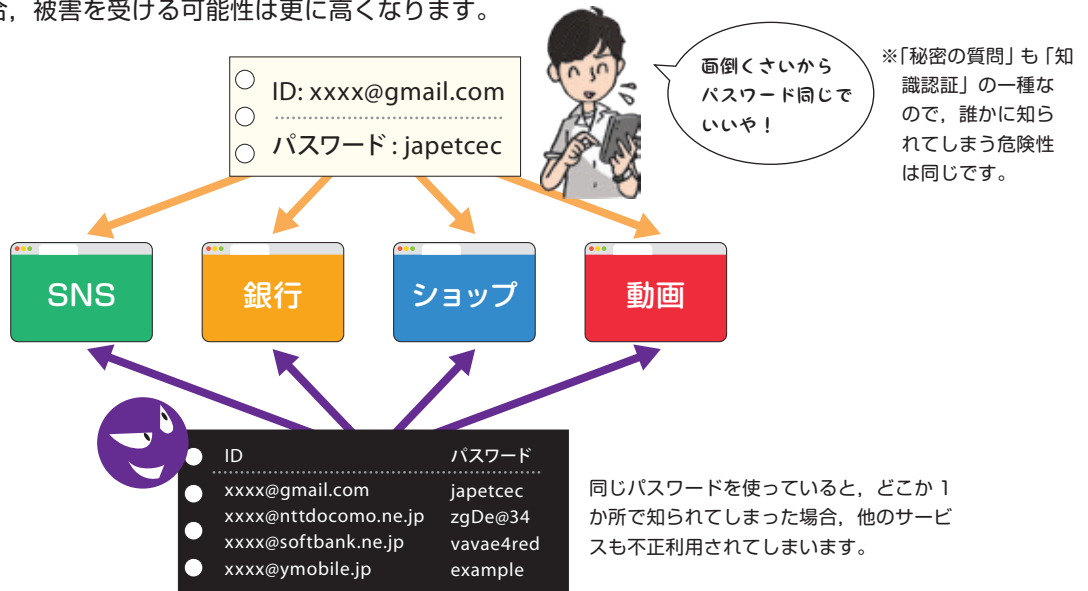 合，被害を受ける可能性は更に高くなります。
ID: xxxx@gmail.com
パスワード : japetcec
面倒くさいから
パスワード同じで
いいや！
※「秘密の質問」も「知
識認証」の一種な
ので，誰かに知ら
れてしまう危険性
は同じです。
SNS
銀行
ショップ
動画
ID パスワード
xxxx@gmail.com japetcec
xxxx@nttdocomo.ne.jp zgDe@34
xxxx@softbank.ne.jp vavae4red
xxxx@ymobile.jp example
同じパスワードを使っていると，どこか 1
か所で知られてしまった場合，他のサービ
スも不正利用されてしまいます。